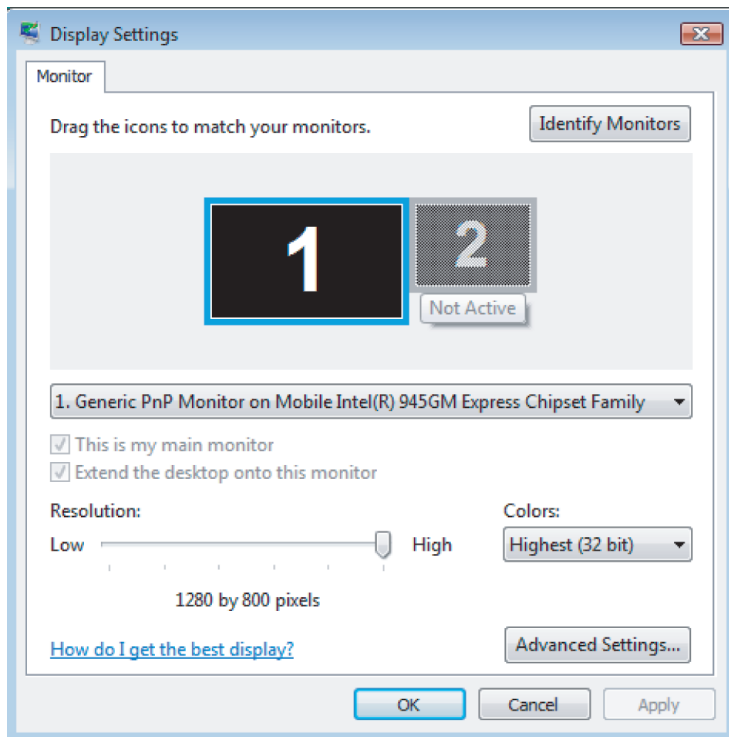 Display Settings
Monitor
Drag the icons to match your monitors.
Identify Monitors
1
2
Not Active
1. Generic PnP Monitor on Mobile Intel(R) 945GM Express Chipset Family
This is my main monitor
Extend the desktop onto this monitor
Resolution:
Colors:
Low
High
Highest (32 bit)
1280 by 800 pixels
How do I get the best display?
Advanced Settings...
OK
Cancel
Apply